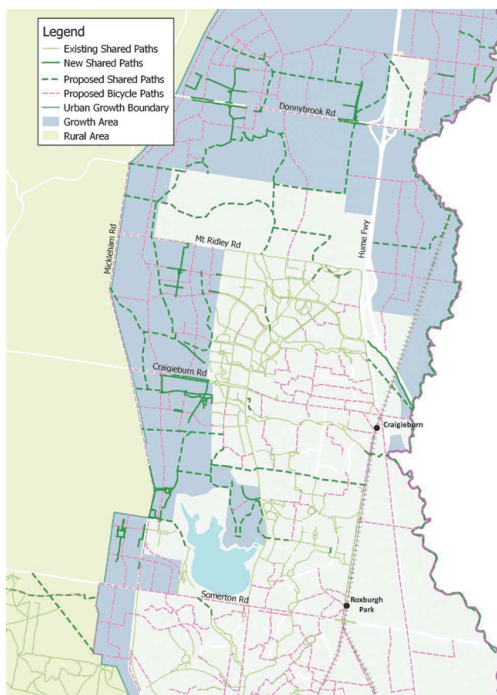 Legend
Existing Shared Paths
New Shared Paths
Proposed Shared Paths
Proposed Bicycle Paths
Urban Growth Boundary
Growth Area
Rural Area
Donnybrook Rd
Mickleham Rd
Hume Fwy
Mt Ridley Rd
Craigieburn Rd
Craigieburn
Somerton Rd
Roxburgh
Park